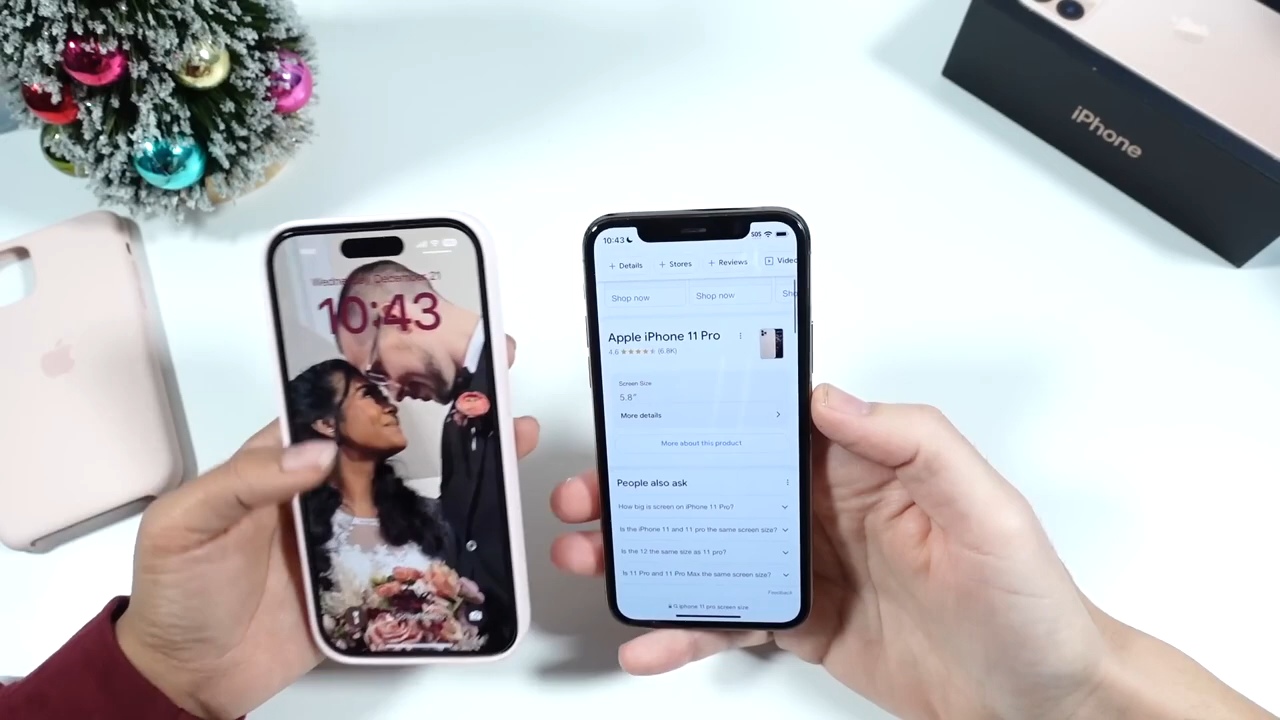 iPhone
Wednesday, December 21
10:43
10:43
SOS
+ Details
+ Stores
+ Reviews
Shop now
Shop now
Apple iPhone 11 Pro
4.6 ★★★★★ (6.8K)
Screen Size
5.8"
More details
More about this product
People also ask
How big is screen on iPhone 11 Pro?
Is the iPhone 11 and 11 pro the same screen size?
Is the 12 the same size as 11 pro?
Is 11 Pro and 11 Pro Max the same screen size?
Feedback
iphone 11 pro screen size